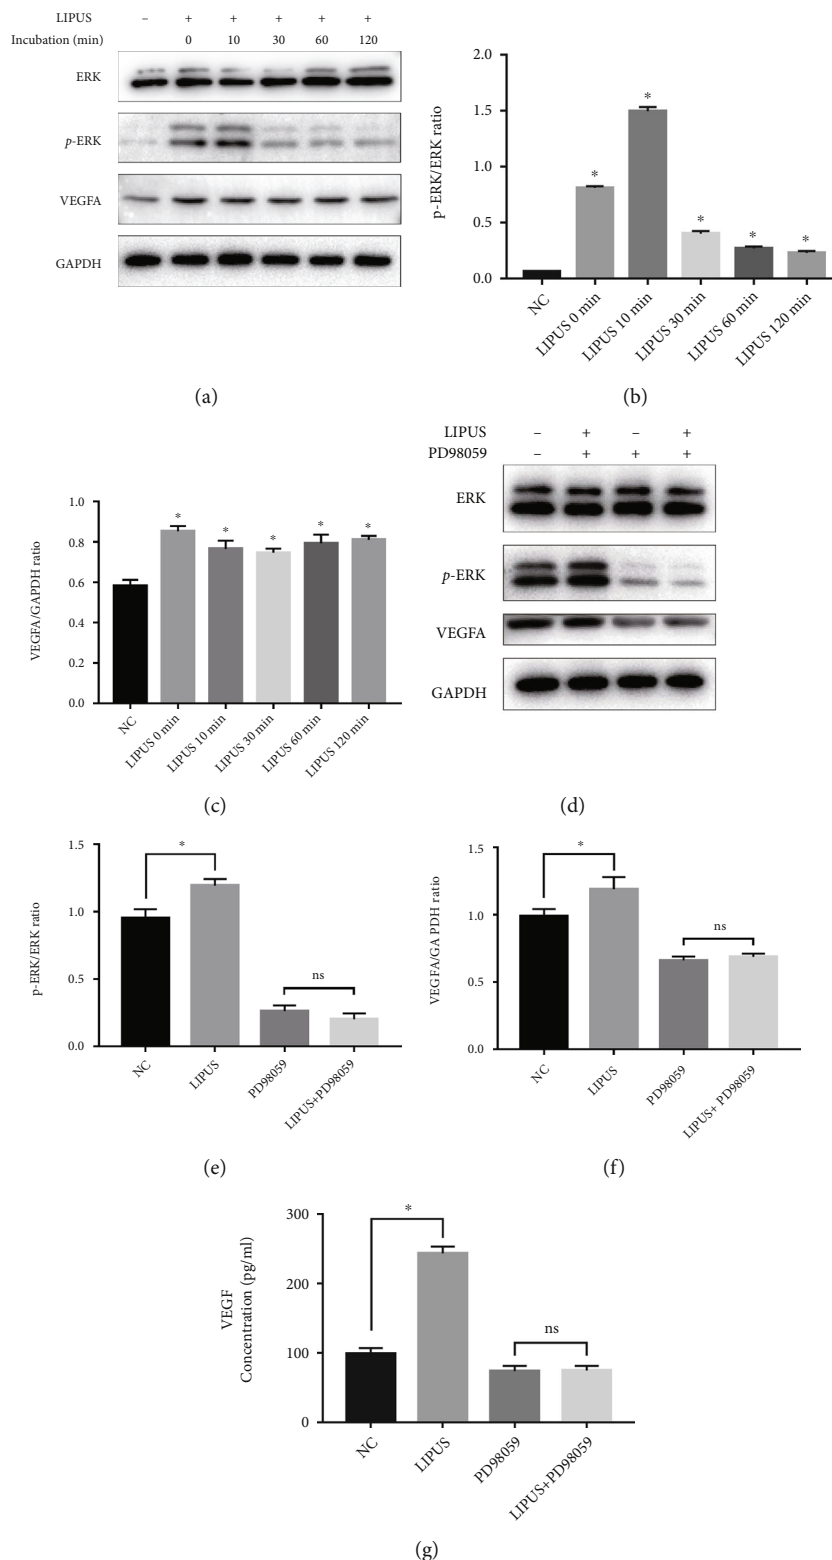 LIPUS – + + + + +
Incubation (min) 0 10 30 60 120
ERK
p-ERK
VEGFA
GAPDH
(a)
p-ERK/ERK ratio
2.0
1.5
1.0
0.5
0.0
* * * * *
NC
LIPUS 0 min
LIPUS 10 min
LIPUS 30 min
LIPUS 60 min
LIPUS 120 min
(b)
VEGFA/GAPDH ratio
1.0
0.8
0.6
0.4
0.2
0.0
* * * * *
NC
LIPUS 0 min
LIPUS 10 min
LIPUS 30 min
LIPUS 60 min
LIPUS 120 min
(c)
LIPUS – + – +
PD98059 – + + +
ERK
p-ERK
VEGFA
GAPDH
(d)
p-ERK/ERK ratio
1.5
1.0
0.5
0.0
*
ns
NC
LIPUS
PD98059
LIPUS+PD98059
(e)
VEGFA/GA PDH ratio
1.5
1.0
0.5
0.0
*
ns
NC
LIPUS
PD98059
LIPUS+ PD98059
(f)
VEGF
Concentration (pg/ml)
300
200
100
0
*
ns
NC
LIPUS
PD98059
LIPUS+PD98059
(g)